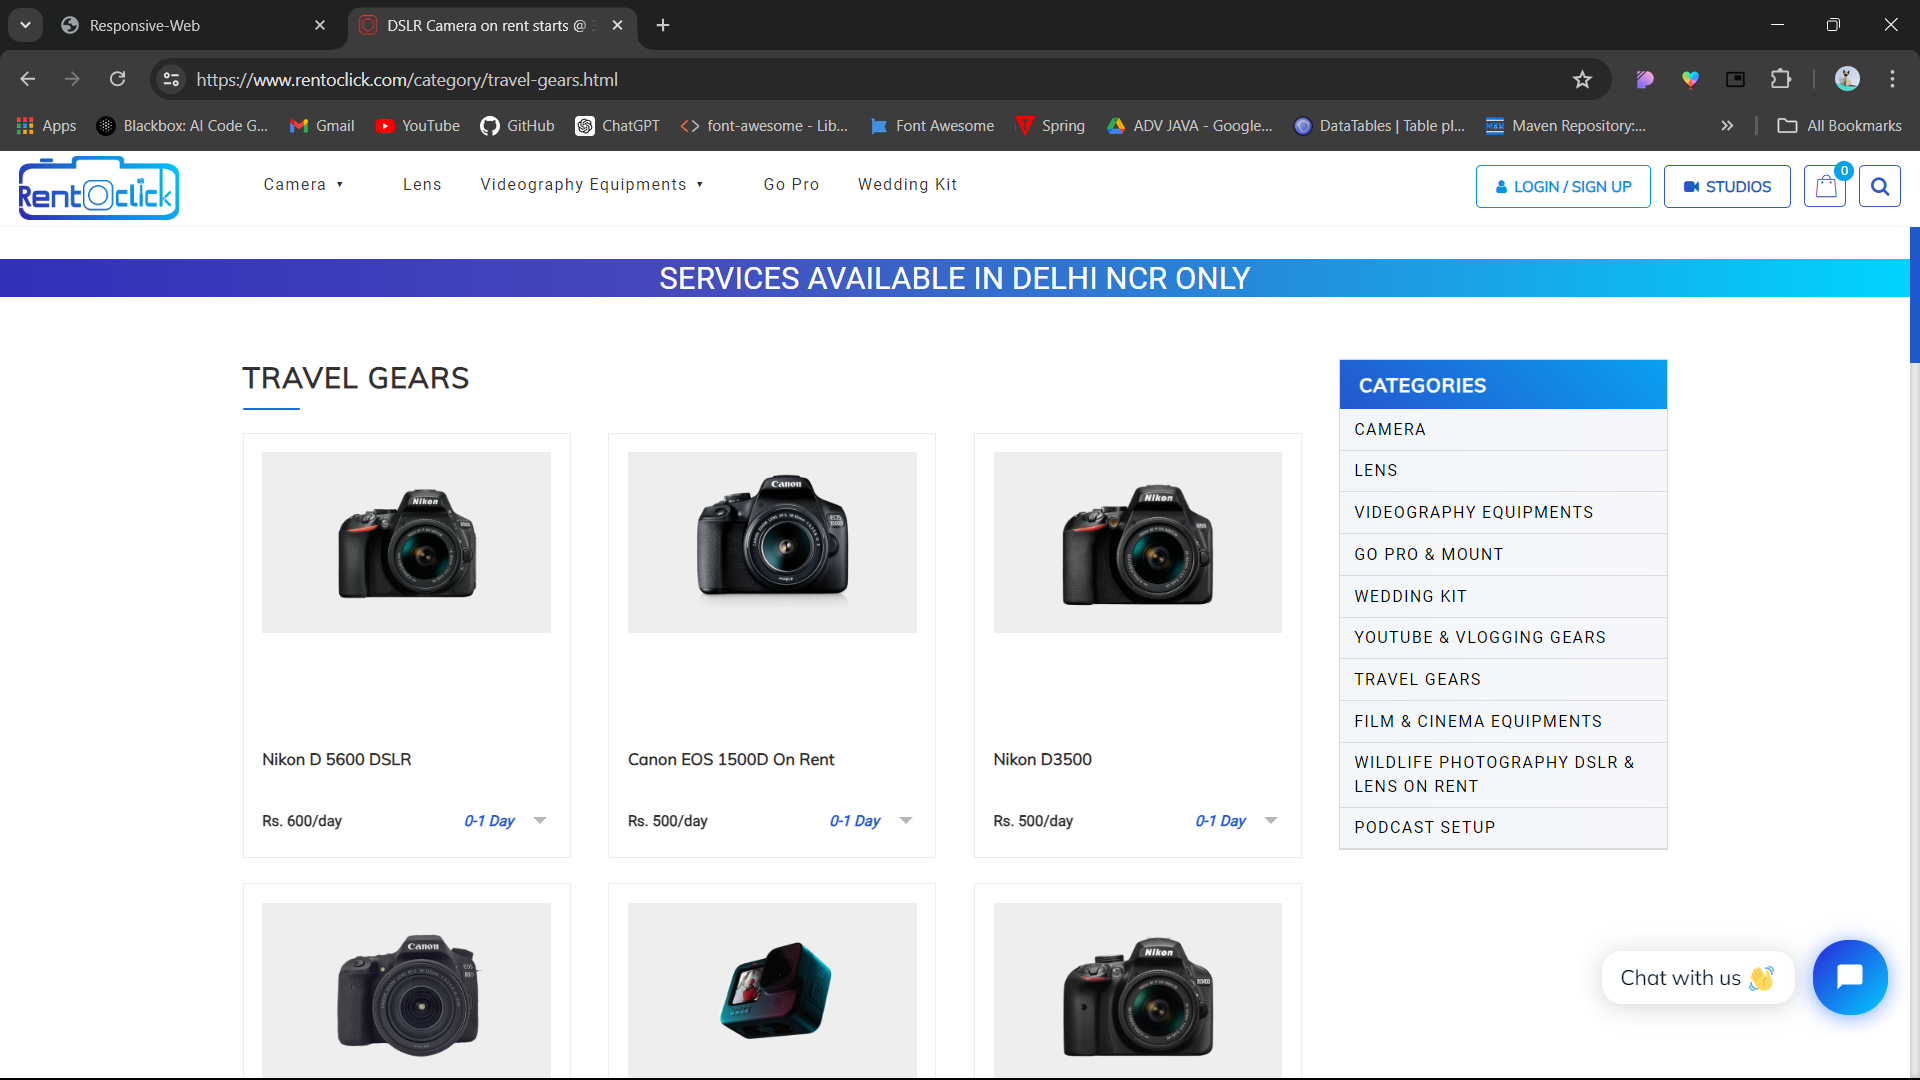 Responsive-Web
DSLR Camera on rent starts @
https://www.rentoclick.com/category/travel-gears.html
Apps
Blackbox: AI Code G...
Gmail
YouTube
GitHub
ChatGPT
font-awesome - Lib...
Font Awesome
Spring
ADV JAVA - Google...
DataTables | Table pl...
Maven Repository:...
All Bookmarks
RentOclick
Camera
Lens
Videography Equipments
Go Pro
Wedding Kit
LOGIN / SIGN UP
STUDIOS
0
SERVICES AVAILABLE IN DELHI NCR ONLY
TRAVEL GEARS
Nikon
Canon
Nikon
Nikon D 5600 DSLR
Canon EOS 1500D On Rent
Nikon D3500
Rs. 600/day
0-1 Day
Rs. 500/day
0-1 Day
Rs. 500/day
0-1 Day
Canon
Nikon
CATEGORIES
CAMERA
LENS
VIDEOGRAPHY EQUIPMENTS
GO PRO & MOUNT
WEDDING KIT
YOUTUBE & VLOGGING GEARS
TRAVEL GEARS
FILM & CINEMA EQUIPMENTS
WILDLIFE PHOTOGRAPHY DSLR &
LENS ON RENT
PODCAST SETUP
Chat with us 👋